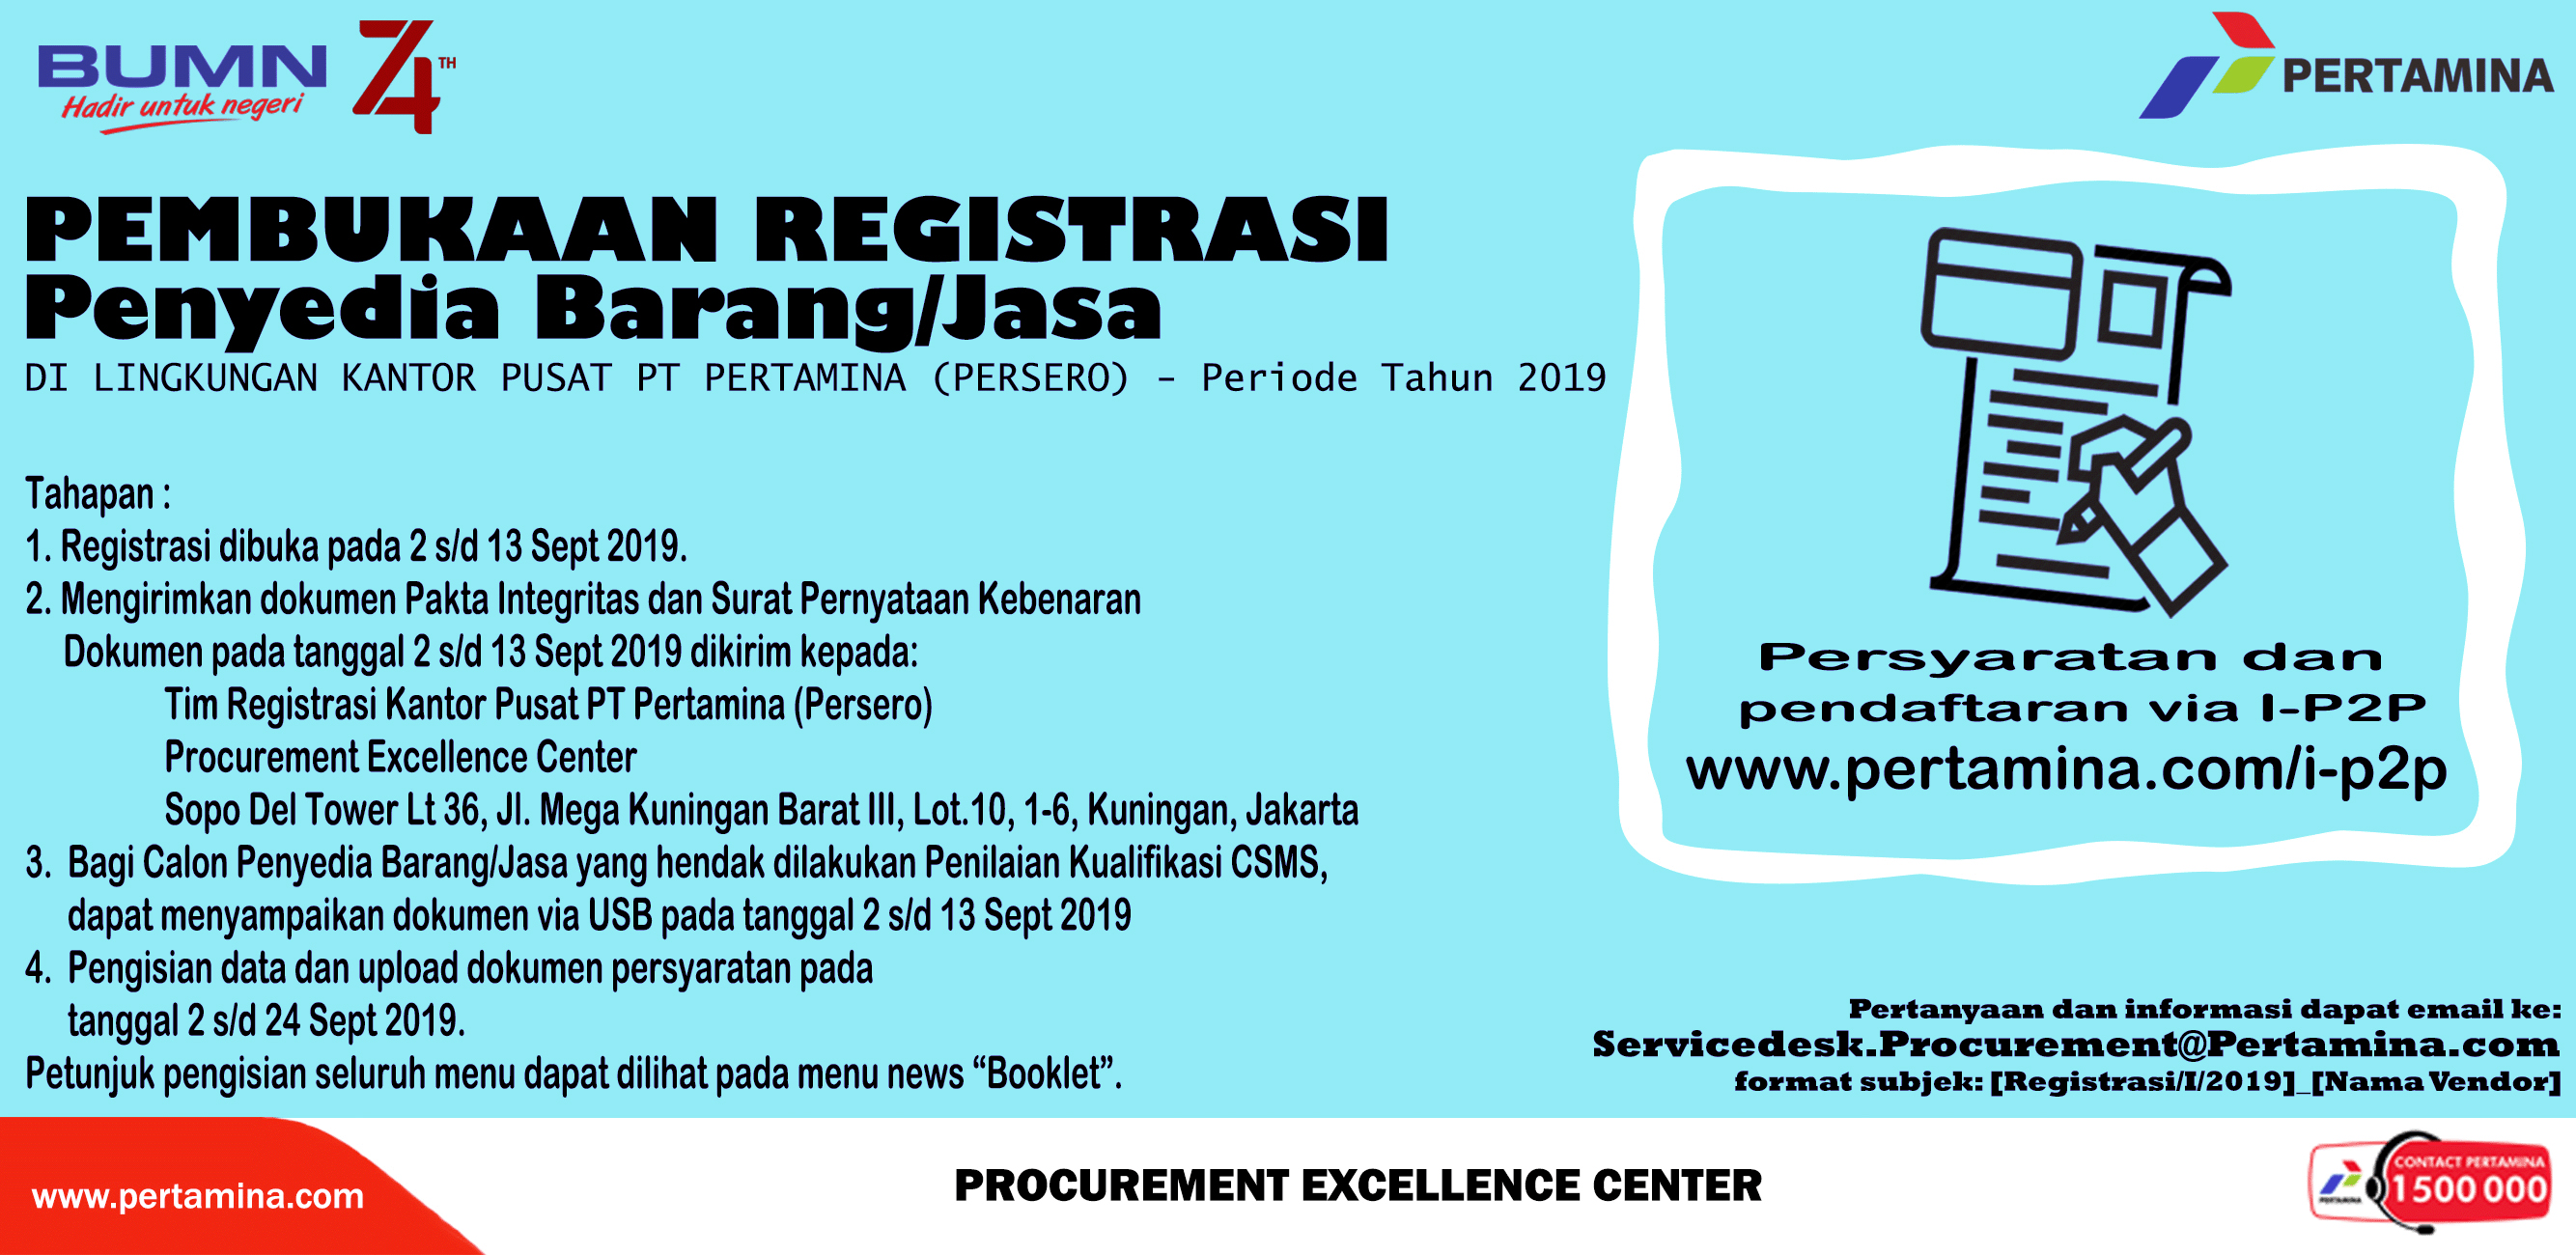 BUMN
Hadir untuk negeri
74TH
PERTAMINA
PEMBUKAAN REGISTRASI
Penyedia Barang/Jasa
DI LINGKUNGAN KANTOR PUSAT PT PERTAMINA (PERSERO) - Periode Tahun 2019
Tahapan :
1. Registrasi dibuka pada 2 s/d 13 Sept 2019.
2. Mengirimkan dokumen Pakta Integritas dan Surat Pernyataan Kebenaran
Dokumen pada tanggal 2 s/d 13 Sept 2019 dikirim kepada:
Tim Registrasi Kantor Pusat PT Pertamina (Persero)
Procurement Excellence Center
Sopo Del Tower Lt 36, Jl. Mega Kuningan Barat III, Lot.10, 1-6, Kuningan, Jakarta
3. Bagi Calon Penyedia Barang/Jasa yang hendak dilakukan Penilaian Kualifikasi CSMS,
dapat menyampaikan dokumen via USB pada tanggal 2 s/d 13 Sept 2019
4. Pengisian data dan upload dokumen persyaratan pada
tanggal 2 s/d 24 Sept 2019.
Petunjuk pengisian seluruh menu dapat dilihat pada menu news “Booklet”.
Persyaratan dan
pendaftaran via I-P2P
www.pertamina.com/i-p2p
Pertanyaan dan informasi dapat email ke:
Servicedesk.Procurement@Pertamina.com
format subjek: [Registrasi/I/2019]_[Nama Vendor]
www.pertamina.com
PROCUREMENT EXCELLENCE CENTER
PERTAMINA
CONTACT PERTAMINA
1500 000